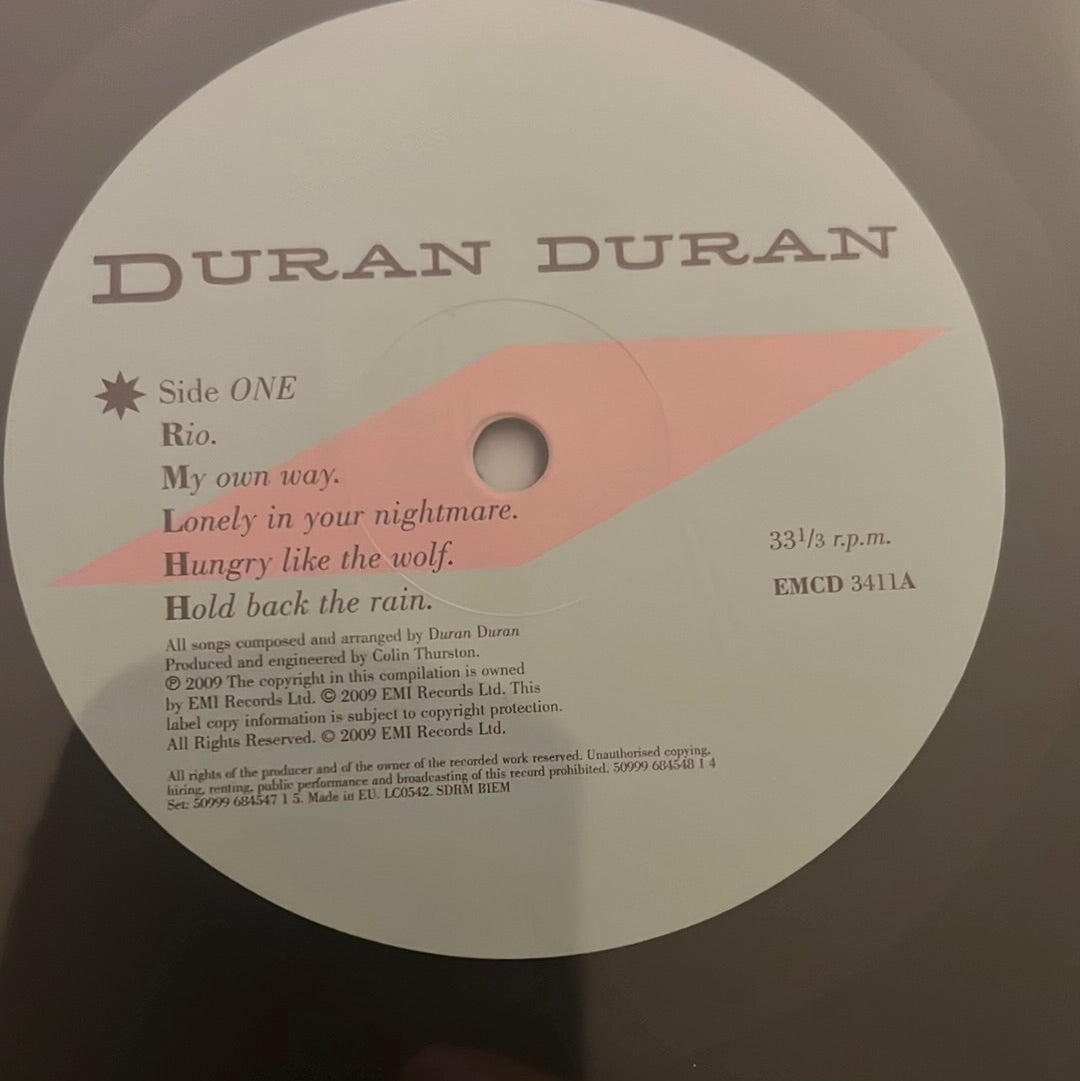 DURAN DURAN
Side ONE
Rio.
My own way.
Lonely in your nightmare.
Hungry like the wolf.
Hold back the rain.
33¹/3 r.p.m.
EMCD 3411A
All songs composed and arranged by Duran Duran
Produced and engineered by Colin Thurston.
℗ 2009 The copyright in this compilation is owned
by EMI Records Ltd. © 2009 EMI Records Ltd. This
label copy information is subject to copyright protection.
All Rights Reserved. © 2009 EMI Records Ltd.
All rights of the producer and of the owner of the recorded work reserved. Unauthorised copying,
hiring, renting, public performance and broadcasting of this record prohibited. 50999 684548 1 4
Set: 50999 684547 1 5. Made in EU. LC0542. SDRM BIEM